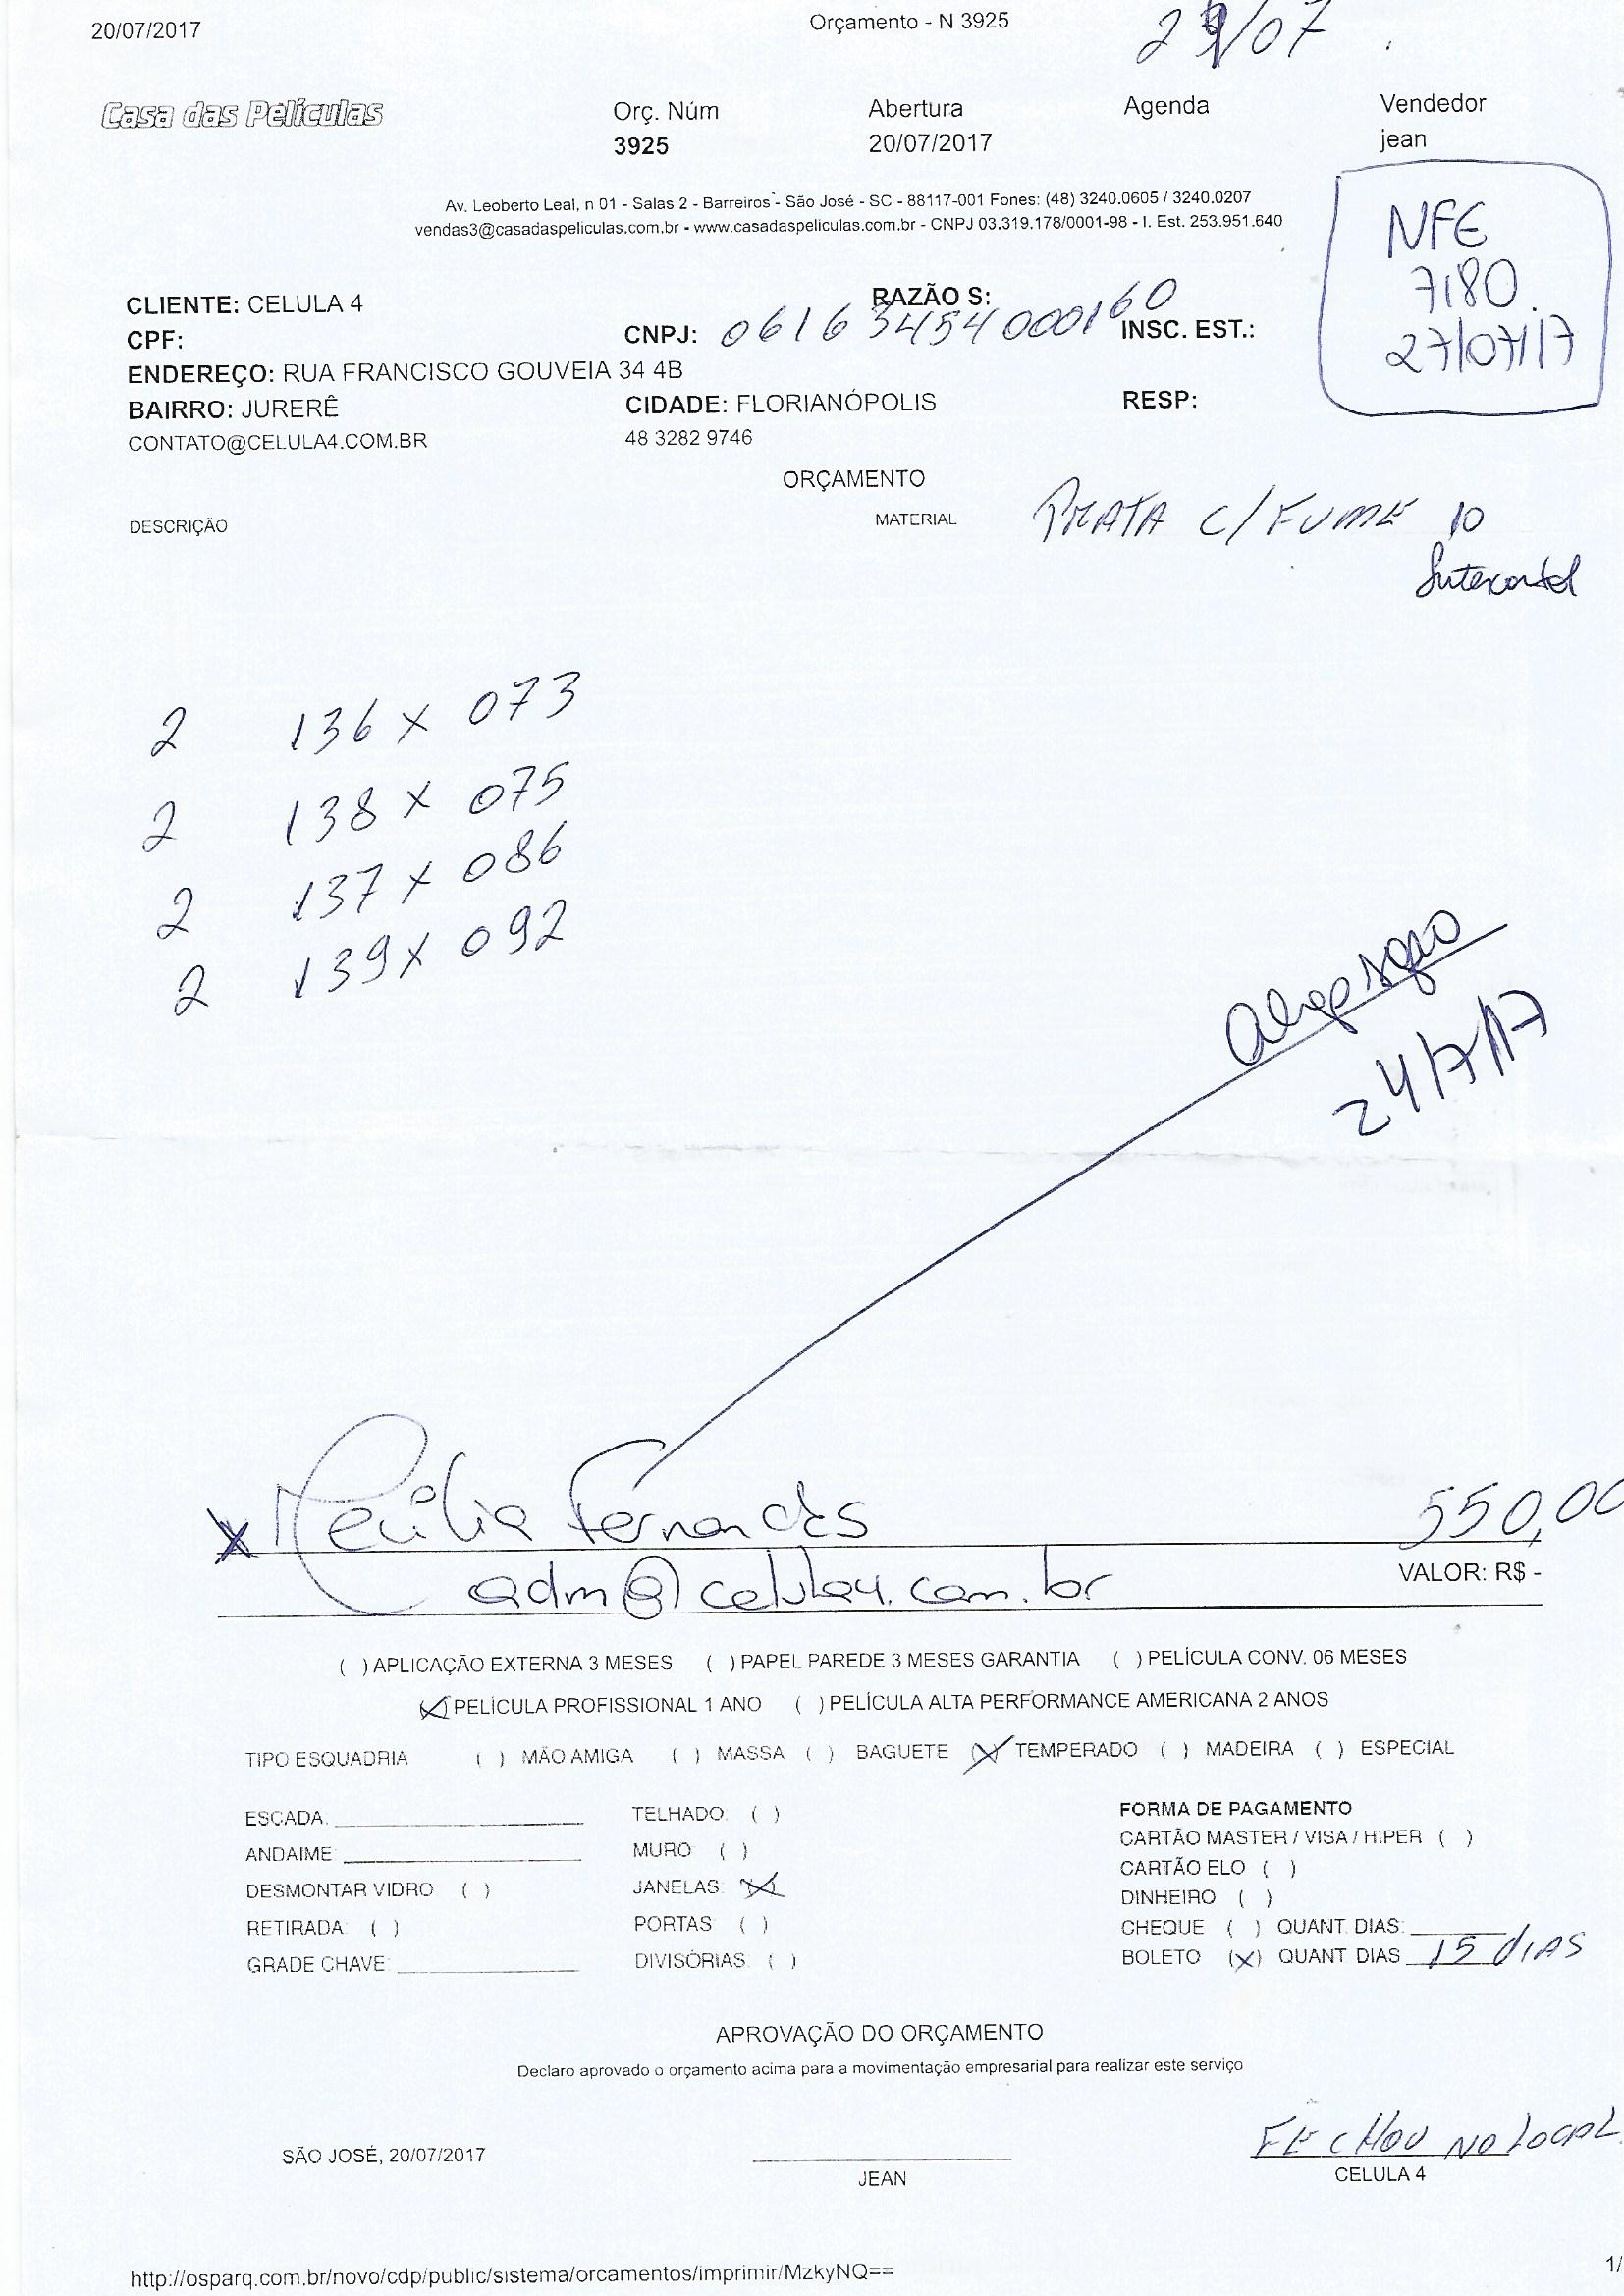 20/07/2017 Orçamento - N 3925 /07
Casa das Películas Orç. Núm Abertura Agenda Vendedor
3925 20/07/2017 jean
Av. Leoberto Leal, n 01 - Salas 2 - Barreiros - São José - SC - 88117-001 Fones: (48) 3240.0605 / 3240.0207
vendas3@casadaspeliculas.com.br - www.casadaspeliculas.com.br - CNPJ 03.319.178/0001-98 - I. Est. 253.951.640
NFE
7180.
27/07/17
CLIENTE: CELULA 4 RAZÃO S:
CPF: CNPJ: 06163454000160 INSC. EST.:
ENDEREÇO: RUA FRANCISCO GOUVEIA 34 4B
BAIRRO: JURERÊ CIDADE: FLORIANÓPOLIS RESP:
CONTATO@CELULA4.COM.BR 48 3282 9746
ORÇAMENTO
DESCRIÇÃO MATERIAL PRATA C/ FUME 10
2 136 x 073
2 138 x 075
2 137 x 086
2 139 x 092
24/7/17
x Cecilia Fernandes 550,00
adm@celula4.com.br VALOR: R$ -
( ) APLICAÇÃO EXTERNA 3 MESES ( ) PAPEL PAREDE 3 MESES GARANTIA ( ) PELÍCULA CONV. 06 MESES
(X) PELÍCULA PROFISSIONAL 1 ANO ( ) PELÍCULA ALTA PERFORMANCE AMERICANA 2 ANOS
TIPO ESQUADRIA ( ) MÃO AMIGA ( ) MASSA ( ) BAGUETE (X) TEMPERADO ( ) MADEIRA ( ) ESPECIAL
ESCADA: TELHADO: ( ) FORMA DE PAGAMENTO
ANDAIME: MURO: ( ) CARTÃO MASTER / VISA / HIPER ( )
DESMONTAR VIDRO: ( ) JANELAS: (X) CARTÃO ELO ( )
DINHEIRO ( )
RETIRADA: ( ) PORTAS: ( ) CHEQUE ( ) QUANT. DIAS:
GRADE CHAVE: DIVISÓRIAS: ( ) BOLETO (X) QUANT DIAS 15 DIAS
APROVAÇÃO DO ORÇAMENTO
Declaro aprovado o orçamento acima para a movimentação empresarial para realizar este serviço
FECHOU NO LOCAL
SÃO JOSÉ, 20/07/2017 JEAN CELULA 4
http://osparq.com.br/novo/cdp/public/sistema/orcamentos/imprimir/MzkyNQ== 1/